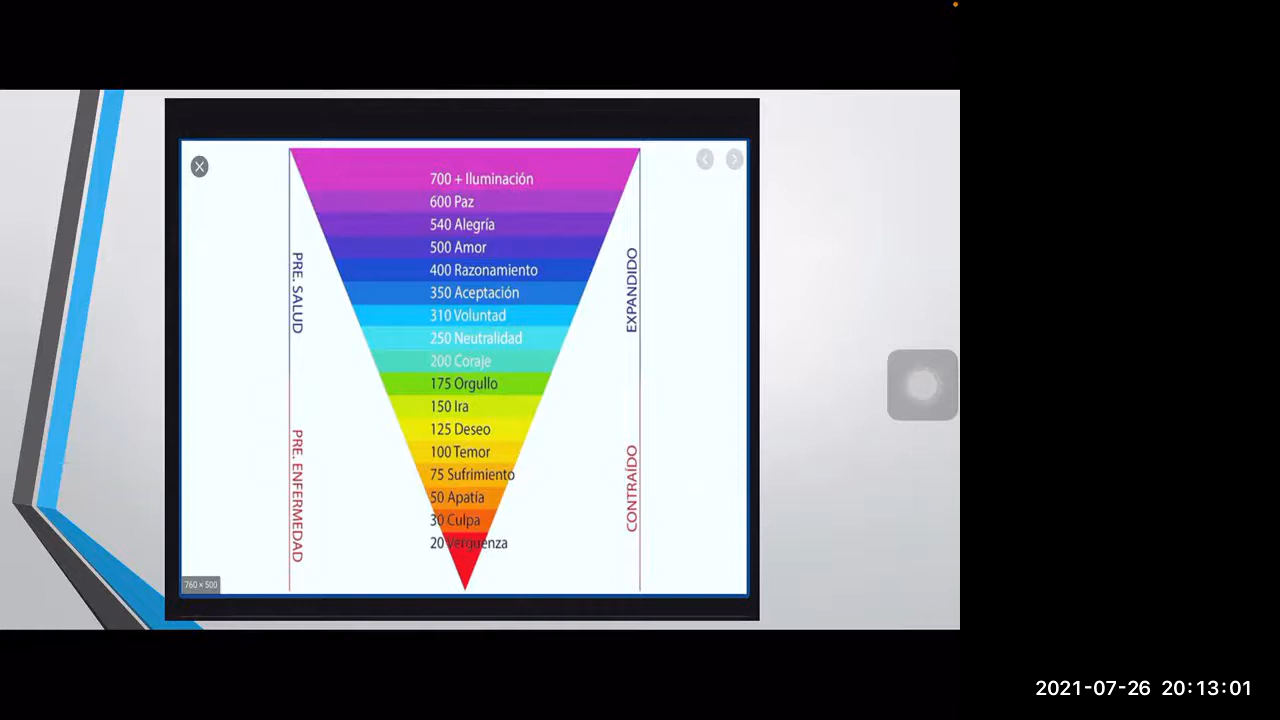 700 + Iluminación
600 Paz
540 Alegría
500 Amor
400 Razonamiento
350 Aceptación
310 Voluntad
250 Neutralidad
200 Coraje
175 Orgullo
150 Ira
125 Deseo
100 Temor
75 Sufrimiento
50 Apatía
30 Culpa
20 Verguenza
PRE. SALUD
PRE. ENFERMEDAD
EXPANDIDO
CONTRAÍDO
760 × 500
2021-07-26 20:13:01